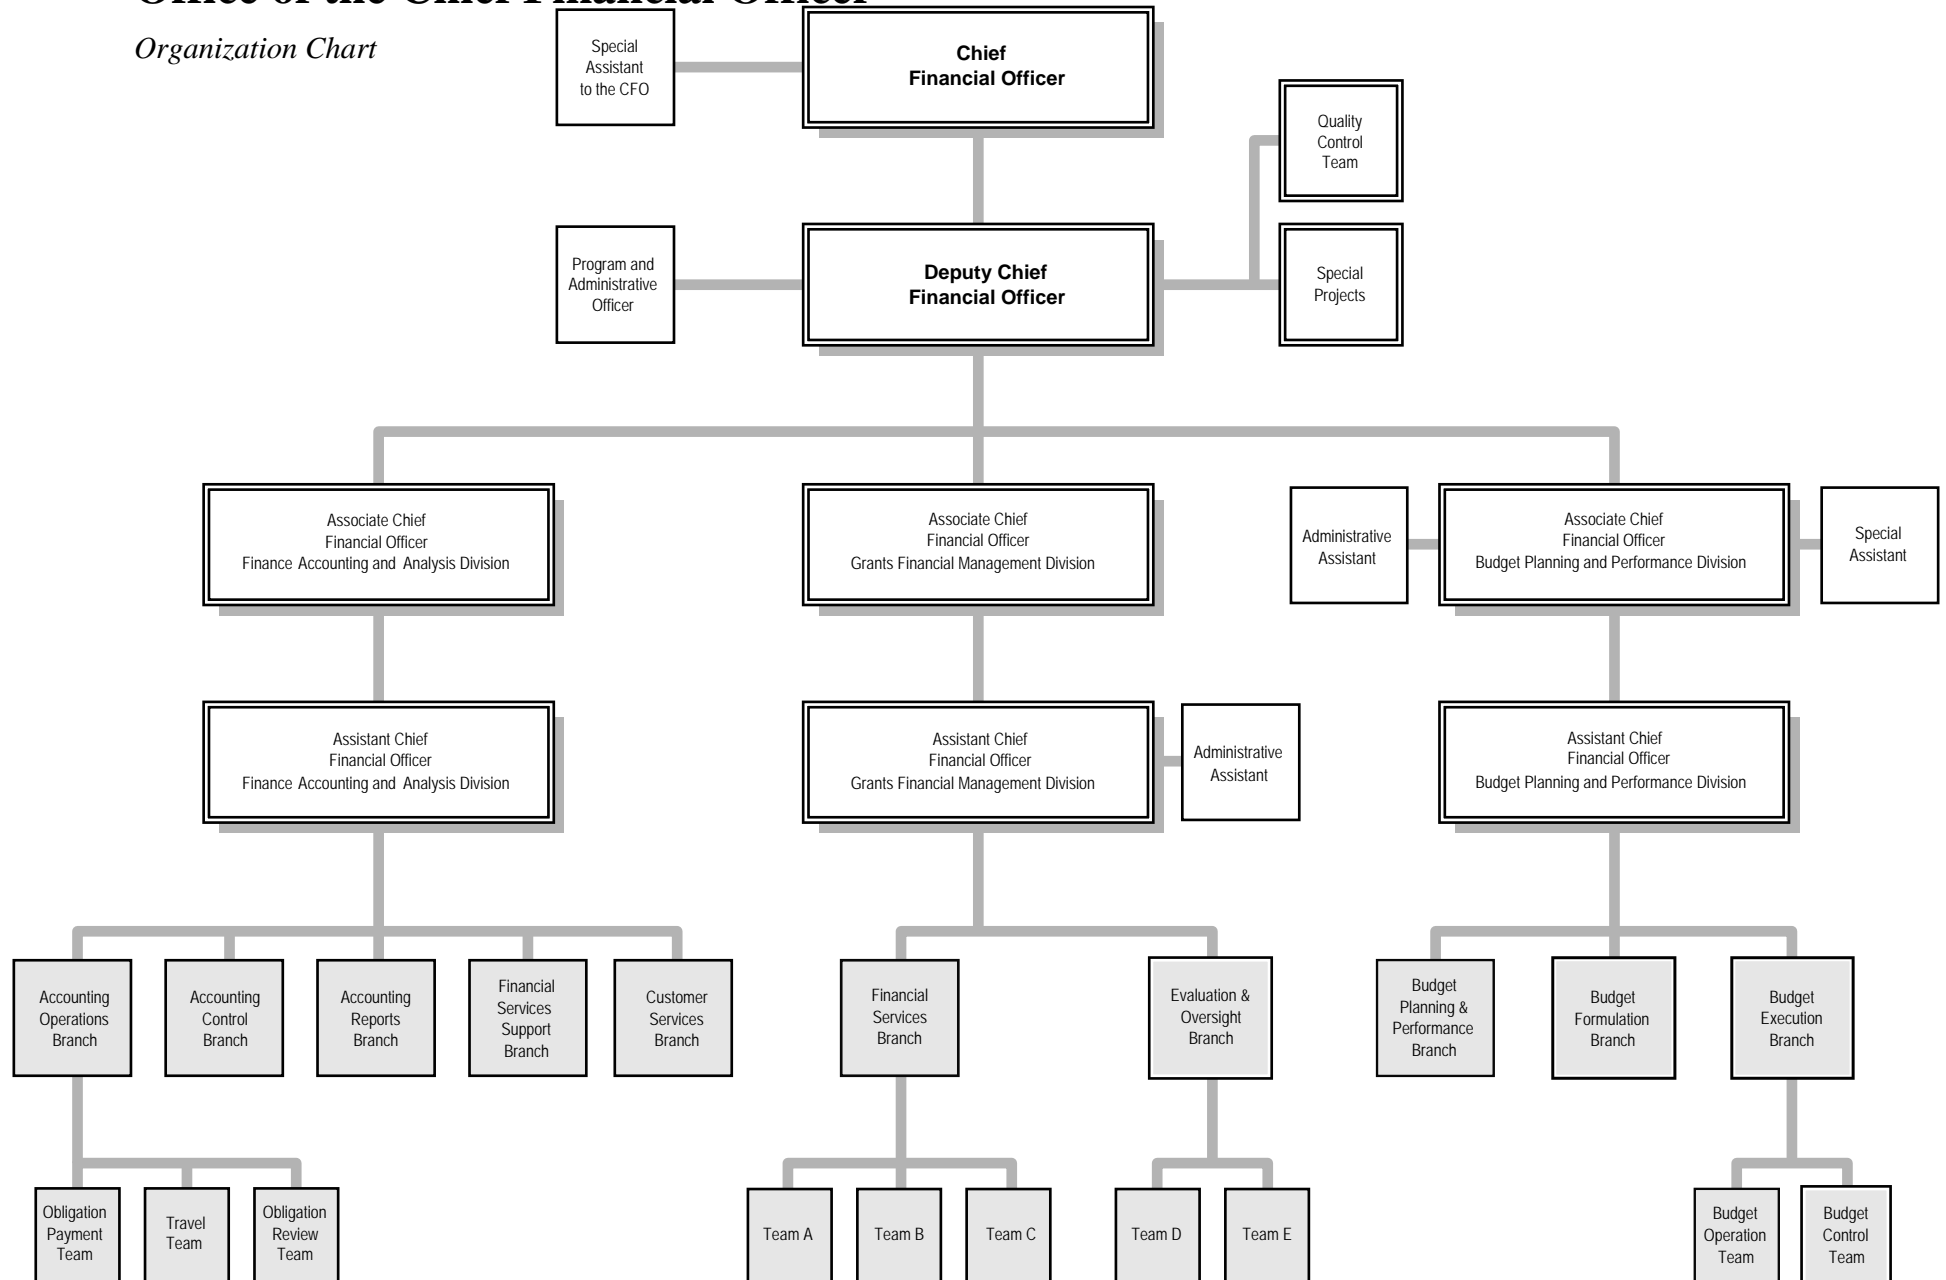 Office of the Chief Financial Officer
Organization Chart
Special
Assistant
to the CFO
Chief
Financial Officer
Quality
Control
Team
Program and
Administrative
Officer
Deputy Chief
Financial Officer
Special
Projects
Associate Chief
Financial Officer
Finance Accounting and Analysis Division
Associate Chief
Financial Officer
Grants Financial Management Division
Administrative
Assistant
Associate Chief
Financial Officer
Budget Planning and Performance Division
Special
Assistant
Assistant Chief
Financial Officer
Finance Accounting and Analysis Division
Assistant Chief
Financial Officer
Grants Financial Management Division
Administrative
Assistant
Assistant Chief
Financial Officer
Budget Planning and Performance Division
Accounting
Operations
Branch
Accounting
Control
Branch
Accounting
Reports
Branch
Financial
Services
Support
Branch
Customer
Services
Branch
Financial
Services
Branch
Evaluation &
Oversight
Branch
Budget
Planning &
Performance
Branch
Budget
Formulation
Branch
Budget
Execution
Branch
Obligation
Payment
Team
Travel
Team
Obligation
Review
Team
Team A
Team B
Team C
Team D
Team E
Budget
Operation
Team
Budget
Control
Team